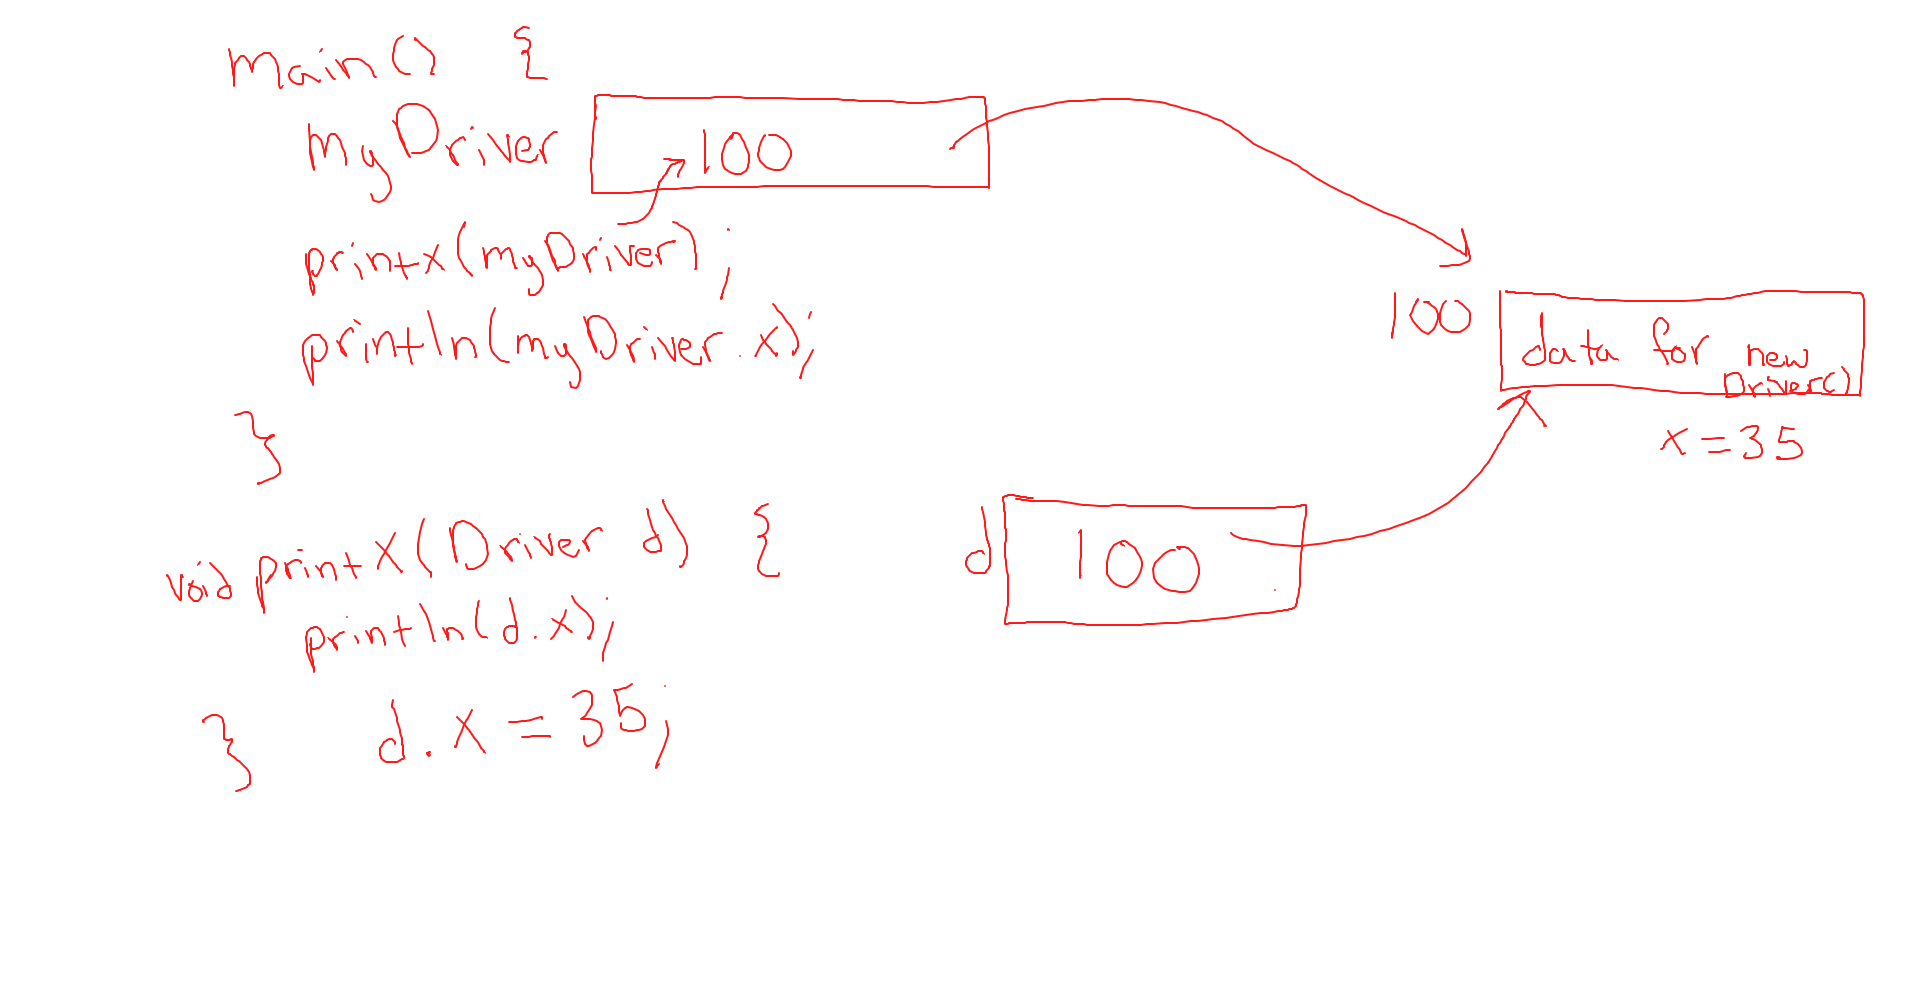 main() {
myDriver 100
printx(myDriver);
println(myDriver.x);
}
100 data for new
Driver()
x = 35
void printX(Driver d) {
d 100
println(d.x);
} d.x = 35;